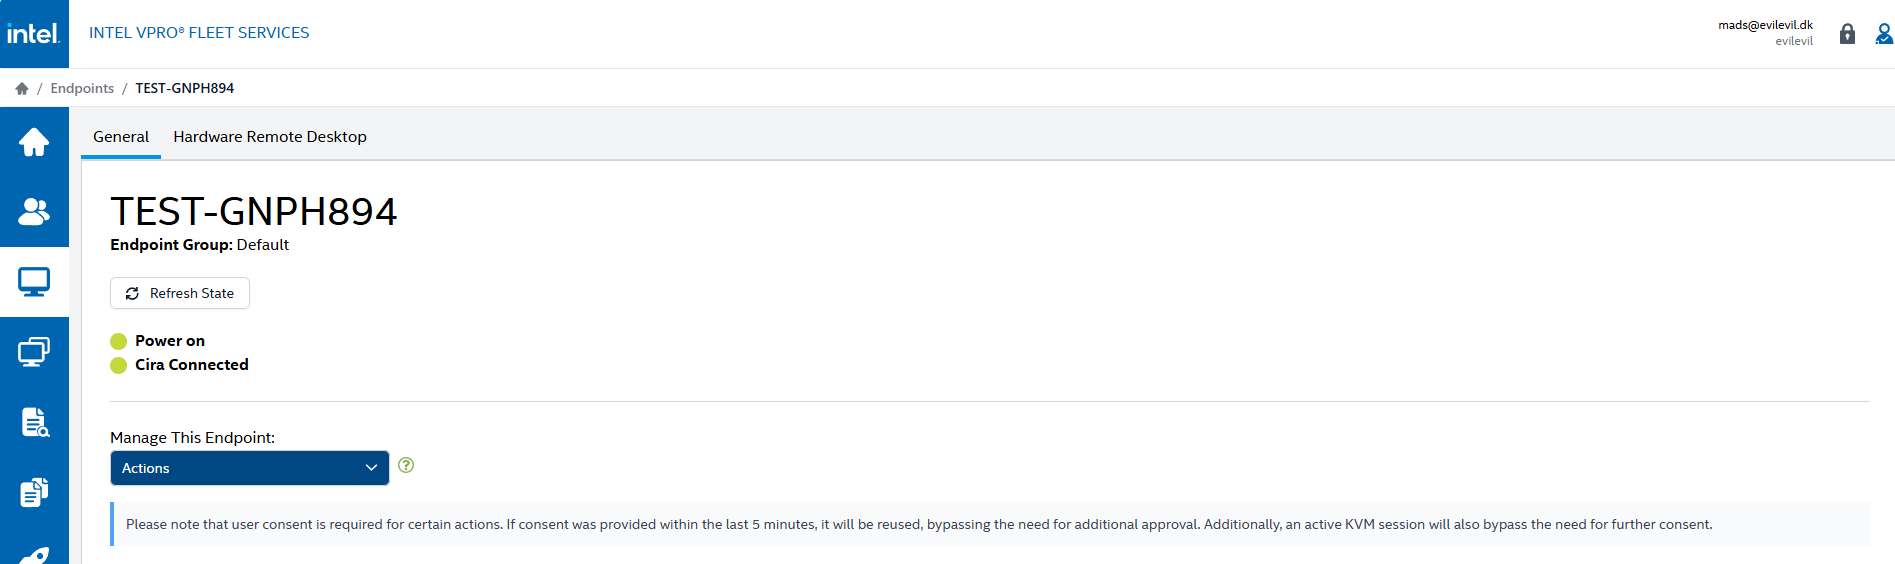 intel.
INTEL VPRO® FLEET SERVICES
mads@evilevil.dk
evilevil
/ Endpoints / TEST-GNPH894
General Hardware Remote Desktop
TEST-GNPH894
Endpoint Group: Default
Refresh State
Power on
Cira Connected
Manage This Endpoint:
Actions
?
Please note that user consent is required for certain actions. If consent was provided within the last 5 minutes, it will be reused, bypassing the need for additional approval. Additionally, an active KVM session will also bypass the need for further consent.